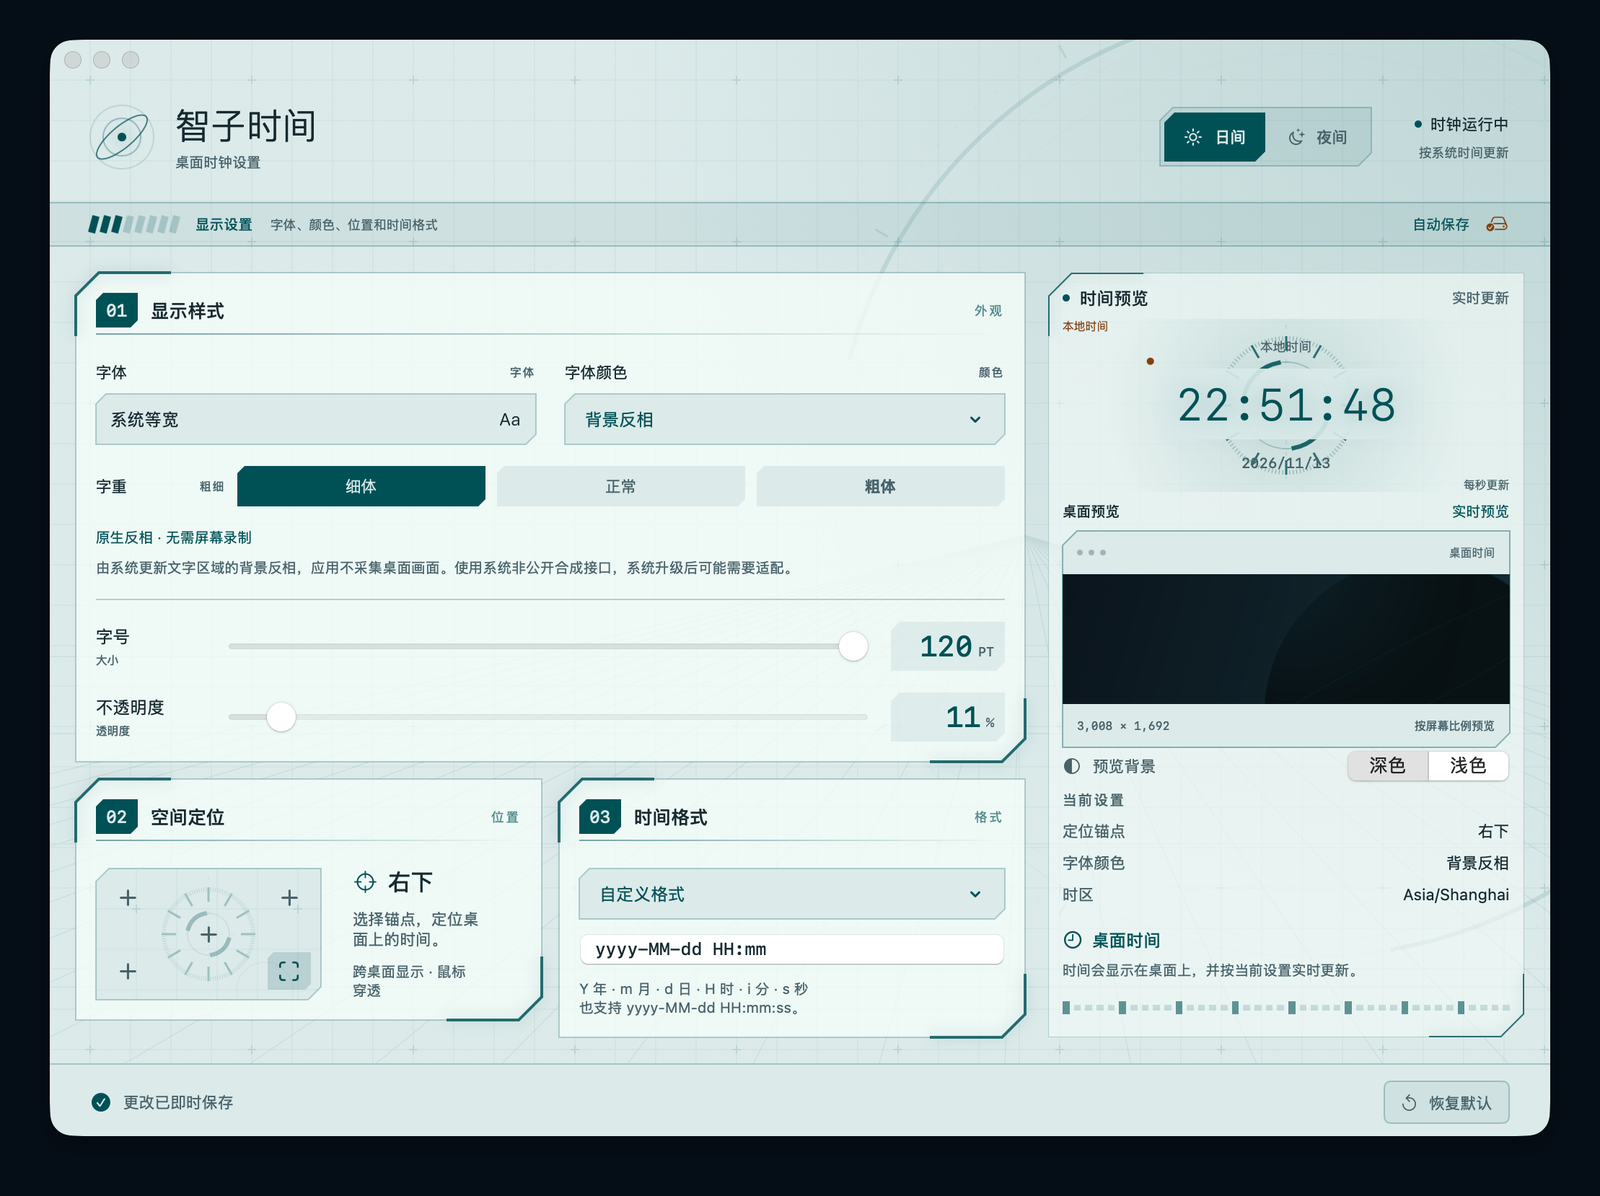 智子时间
桌面时钟设置
日间
夜间
时钟运行中
按系统时间更新
显示设置 字体、颜色、位置和时间格式
自动保存
01 显示样式 外观
字体 字体
字体颜色 颜色
系统等宽 Aa
背景反相
字重 粗细 细体 正常 粗体
原生反相 · 无需屏幕录制
由系统更新文字区域的背景反相，应用不采集桌面画面。使用系统非公开合成接口，系统升级后可能需要适配。
字号
大小
120 PT
不透明度
透明度
11 %
02 空间定位 位置
右下
选择锚点，定位桌
面上的时间。
跨桌面显示 · 鼠标
穿透
03 时间格式 格式
自定义格式
yyyy-MM-dd HH:mm
Y 年 · m 月 · d 日 · H 时 · i 分 · s 秒
也支持 yyyy-MM-dd HH:mm:ss。
时间预览 实时更新
本地时间
本地时间
22:51:48
2026/11/13
每秒更新
桌面预览 实时预览
桌面时间
3,008 × 1,692 按屏幕比例预览
预览背景 深色 浅色
当前设置
定位锚点 右下
字体颜色 背景反相
时区 Asia/Shanghai
桌面时间
时间会显示在桌面上，并按当前设置实时更新。
更改已即时保存
恢复默认